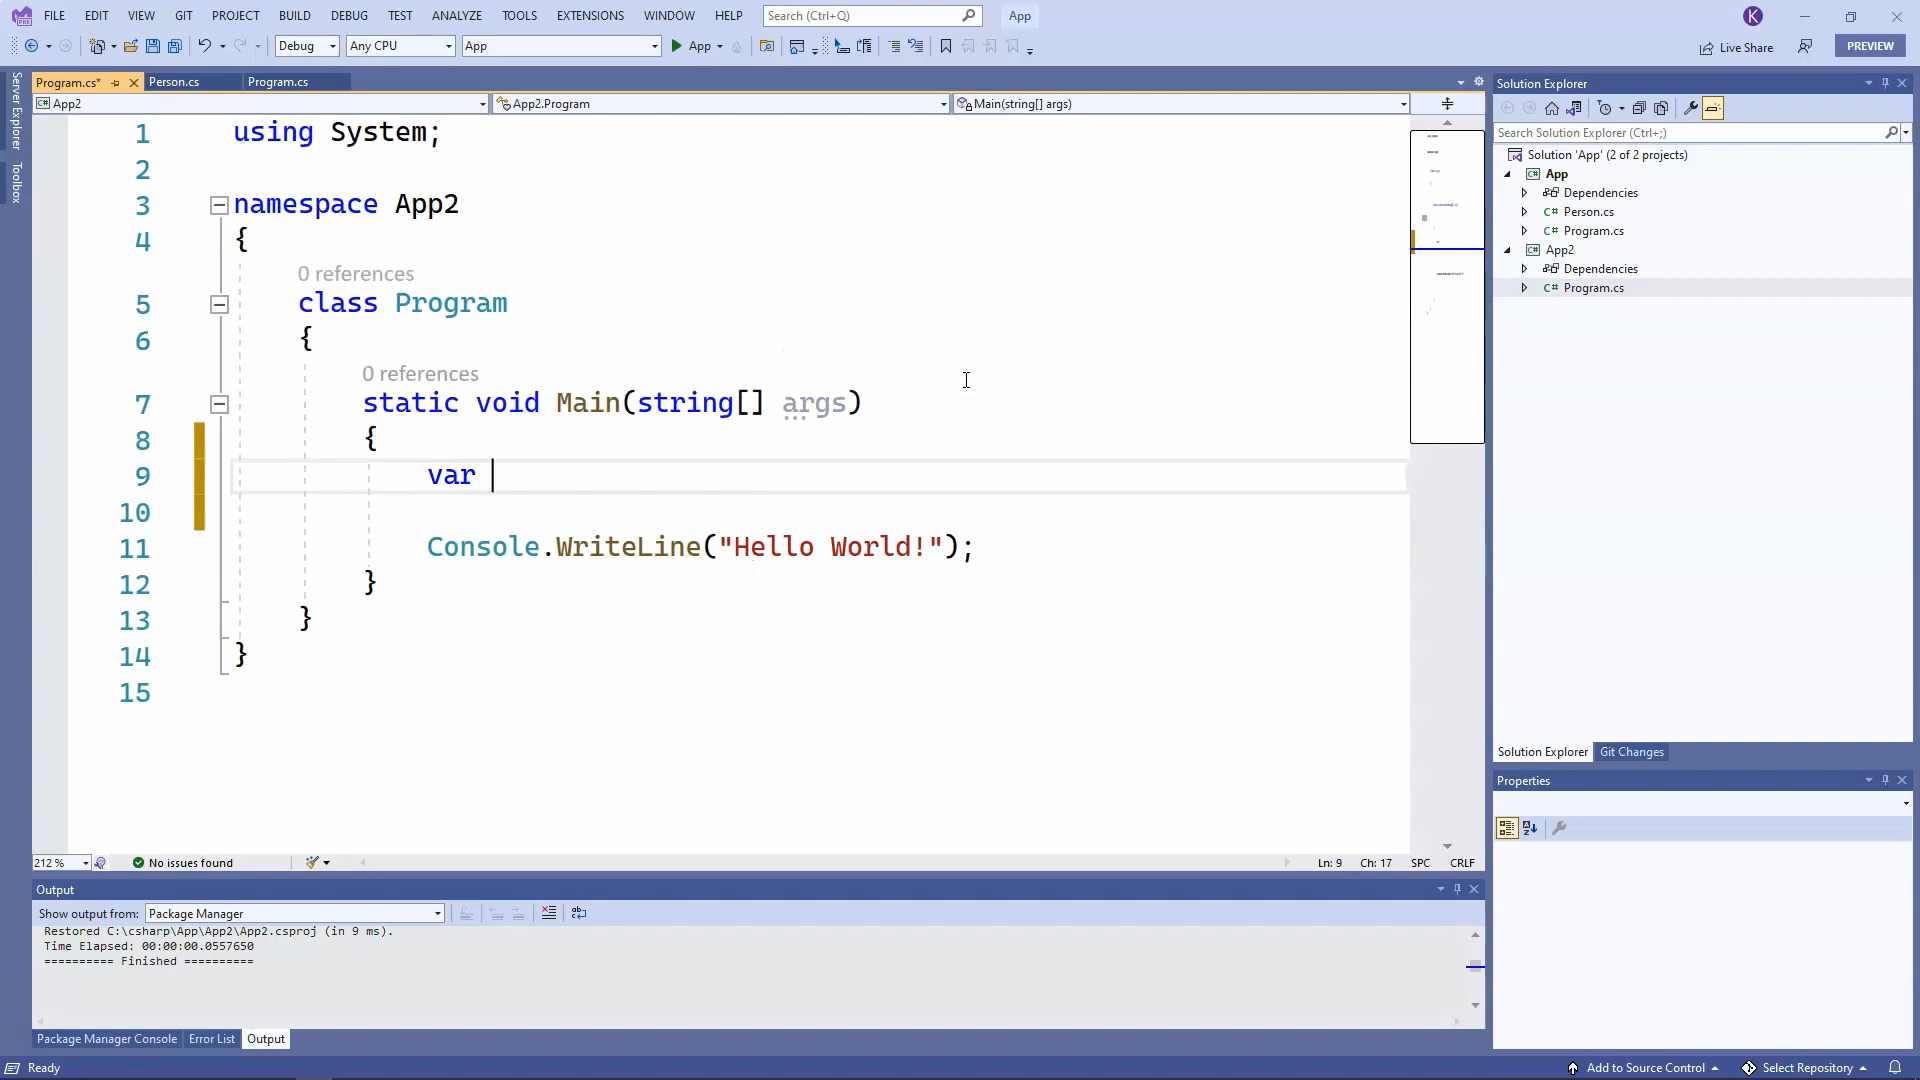 FILE EDIT VIEW GIT PROJECT BUILD DEBUG TEST ANALYZE TOOLS EXTENSIONS WINDOW HELP Search (Ctrl+Q) App K
Debug Any CPU App App Live Share PREVIEW
Server Explorer
Toolbox
Program.cs* Person.cs Program.cs
App2 App2.Program Main(string[] args)
1 using System;
2
3 namespace App2
4 {
0 references
5 class Program
6 {
0 references
7 static void Main(string[] args)
8 {
9 var
10
11 Console.WriteLine("Hello World!");
12 }
13 }
14 }
15
212 % No issues found Ln: 9 Ch: 17 SPC CRLF
Output
Show output from: Package Manager
Restored C:\csharp\App\App2\App2.csproj (in 9 ms).
Time Elapsed: 00:00:00.0557650
========== Finished ==========
Package Manager Console Error List Output
Solution Explorer
Search Solution Explorer (Ctrl+;)
Solution 'App' (2 of 2 projects)
C# App
Dependencies
C# Person.cs
C# Program.cs
C# App2
Dependencies
C# Program.cs
Solution Explorer Git Changes
Properties
Ready Add to Source Control Select Repository